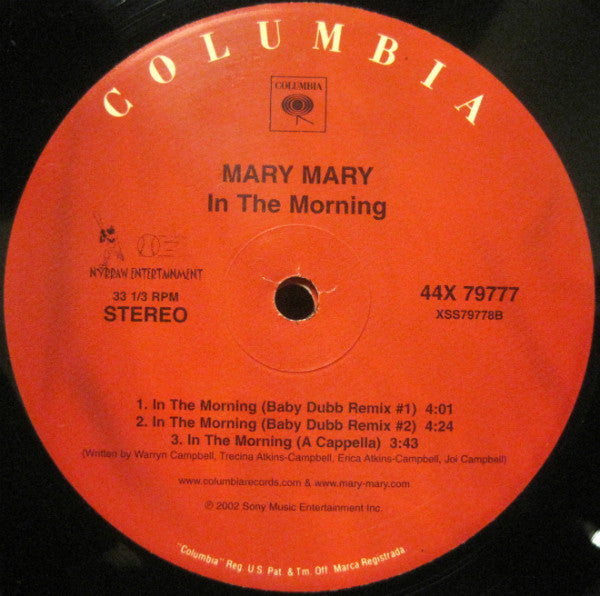 COLUMBIA
COLUMBIA
MARY MARY
In The Morning
NYRRAW ENTERTAINMENT
33 1/3 RPM
STEREO
44X 79777
XSS79778B
1. In The Morning (Baby Dubb Remix #1) 4:01
2. In The Morning (Baby Dubb Remix #2) 4:24
3. In The Morning (A Cappella) 3:43
(Written by Warryn Campbell, Trecina Atkins-Campbell, Erica Atkins-Campbell, Joi Campbell)
www.columbiarecords.com & www.mary-mary.com
℗ 2002 Sony Music Entertainment Inc.
"Columbia" Reg. U.S. Pat. & Tm. Off. Marca Registrada